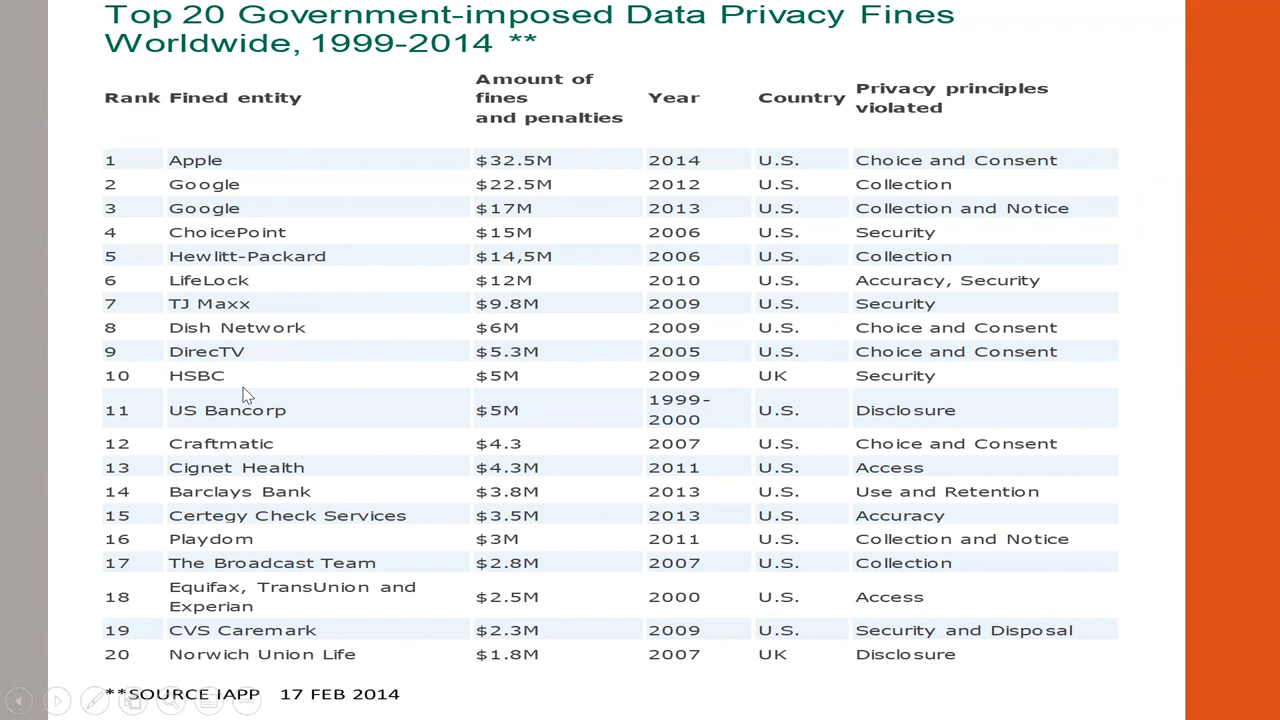 Top 20 Government-imposed Data Privacy Fines
Worldwide, 1999-2014 **
Rank Fined entity Amount of fines and penalties Year Country Privacy principles violated
1 Apple $32.5M 2014 U.S. Choice and Consent
2 Google $22.5M 2012 U.S. Collection
3 Google $17M 2013 U.S. Collection and Notice
4 ChoicePoint $15M 2006 U.S. Security
5 Hewlitt-Packard $14,5M 2006 U.S. Collection
6 LifeLock $12M 2010 U.S. Accuracy, Security
7 TJ Maxx $9.8M 2009 U.S. Security
8 Dish Network $6M 2009 U.S. Choice and Consent
9 DirecTV $5.3M 2005 U.S. Choice and Consent
10 HSBC $5M 2009 UK Security
11 US Bancorp $5M 1999-2000 U.S. Disclosure
12 Craftmatic $4.3 2007 U.S. Choice and Consent
13 Cignet Health $4.3M 2011 U.S. Access
14 Barclays Bank $3.8M 2013 U.S. Use and Retention
15 Certegy Check Services $3.5M 2013 U.S. Accuracy
16 Playdom $3M 2011 U.S. Collection and Notice
17 The Broadcast Team $2.8M 2007 U.S. Collection
18 Equifax, TransUnion and Experian $2.5M 2000 U.S. Access
19 CVS Caremark $2.3M 2009 U.S. Security and Disposal
20 Norwich Union Life $1.8M 2007 UK Disclosure
**SOURCE IAPP 17 FEB 2014